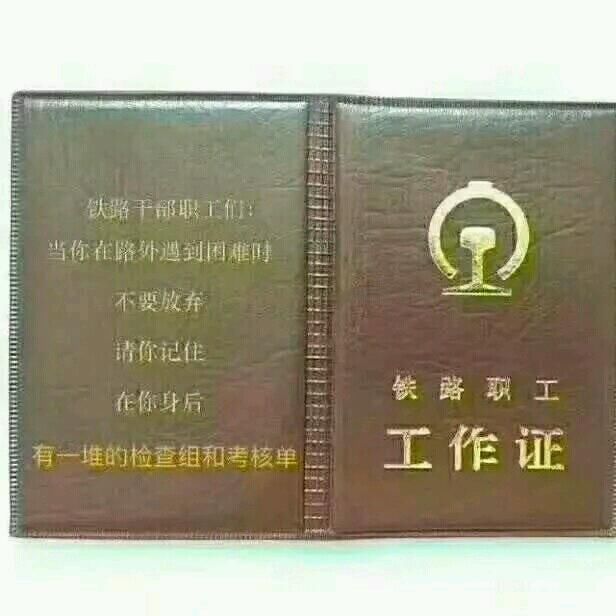 铁路干部职工们:
当你在路外遇到困难时
不要放弃
请你记住
在你身后
有一堆的检查组和考核单
铁路职工
工作证